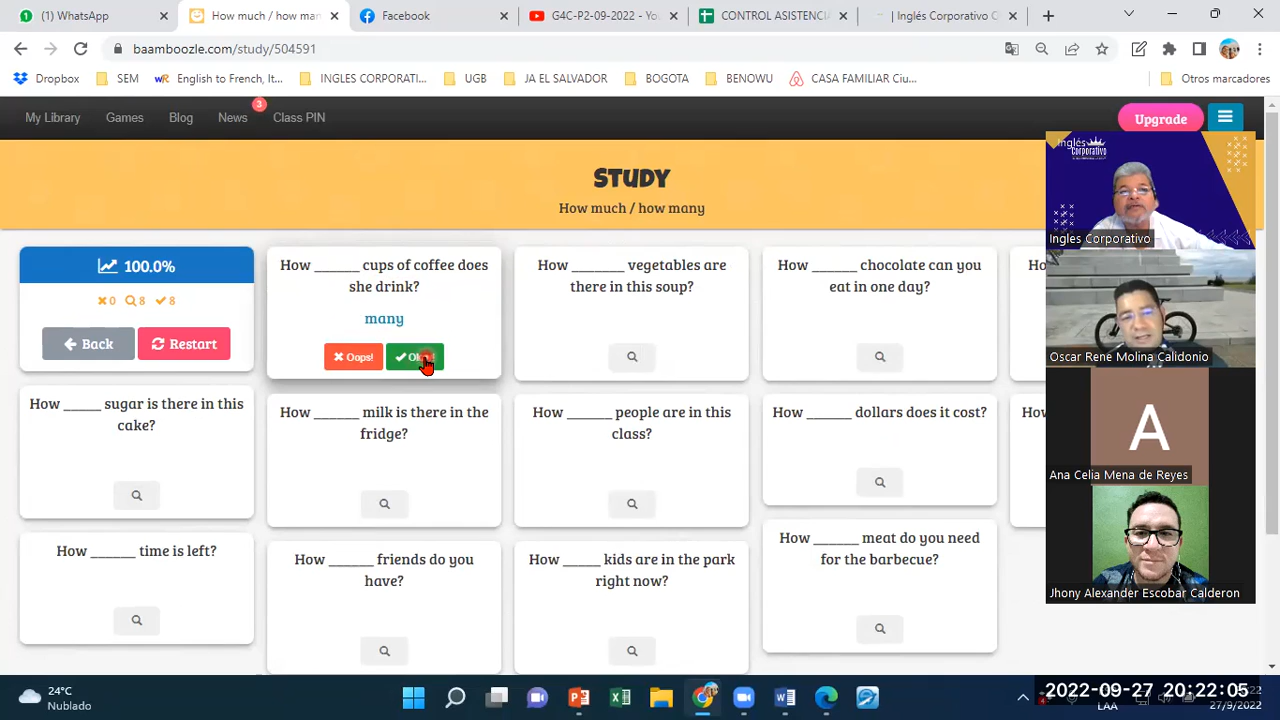 (1) WhatsApp
How much / how man
Facebook
G4C-P2-09-2022 - Yo
CONTROL ASISTENCI
Inglés Corporativo C
baamboozle.com/study/504591
Dropbox
SEM
English to French, It...
INGLES CORPORATI...
UGB
JA EL SALVADOR
BOGOTA
BENOWU
CASA FAMILIAR Ciu...
Otros marcadores
My Library
Games
Blog
News
3
Class PIN
Upgrade
STUDY
How much / how many
100.0%
0
8
8
Back
Restart
How ______ cups of coffee does
she drink?
many
Oops!
How _______ vegetables are
there in this soup?
How ______ chocolate can you
eat in one day?
How _____ sugar is there in this
cake?
How ______ milk is there in the
fridge?
How ______ people are in this
class?
How ______ dollars does it cost?
How ______ time is left?
How ______ friends do you
have?
How _____ kids are in the park
right now?
How ______ meat do you need
for the barbecue?
Inglés
Corporativo
Ingles Corporativo
Oscar Rene Molina Calidonio
A
Ana Celia Mena de Reyes
Jhony Alexander Escobar Calderon
24°C
Nublado
LAA
2022-09-27 20:22:05
27/9/2022